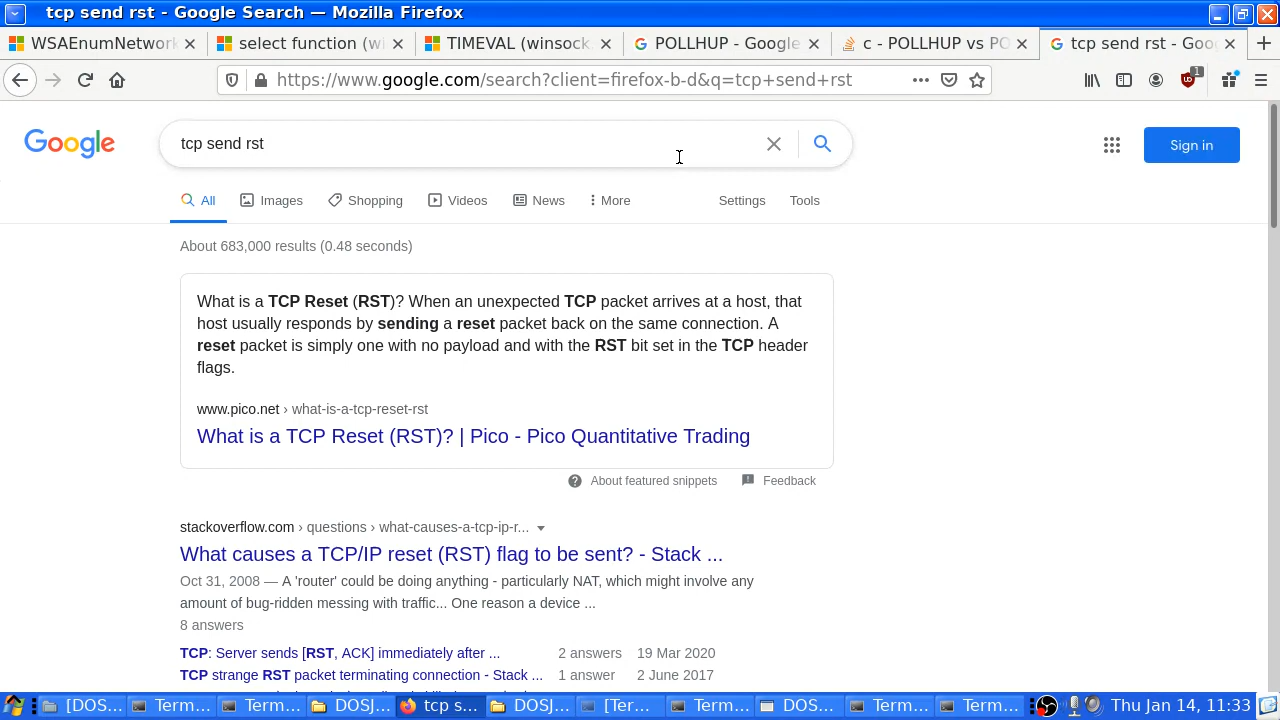 tcp send rst - Google Search — Mozilla Firefox
WSAEnumNetwork
select function (wi
TIMEVAL (winsock.
POLLHUP - Google
c - POLLHUP vs PO
tcp send rst - Goo
https://www.google.com/search?client=firefox-b-d&q=tcp+send+rst
1
Google
tcp send rst
Sign in
All
Images
Shopping
Videos
News
More
Settings
Tools
About 683,000 results (0.48 seconds)
What is a TCP Reset (RST)? When an unexpected TCP packet arrives at a host, that
host usually responds by sending a reset packet back on the same connection. A
reset packet is simply one with no payload and with the RST bit set in the TCP header
flags.
www.pico.net › what-is-a-tcp-reset-rst
What is a TCP Reset (RST)? | Pico - Pico Quantitative Trading
About featured snippets
Feedback
stackoverflow.com › questions › what-causes-a-tcp-ip-r...
What causes a TCP/IP reset (RST) flag to be sent? - Stack ...
Oct 31, 2008 — A 'router' could be doing anything - particularly NAT, which might involve any
amount of bug-ridden messing with traffic... One reason a device ...
8 answers
TCP: Server sends [RST, ACK] immediately after ... 2 answers 19 Mar 2020
TCP strange RST packet terminating connection - Stack ... 1 answer 2 June 2017
[DOS...
Term...
Term...
DOSJ...
tcp s...
DOSJ...
[Ter...
Term...
DOS...
Term...
Term...
Thu Jan 14, 11:33